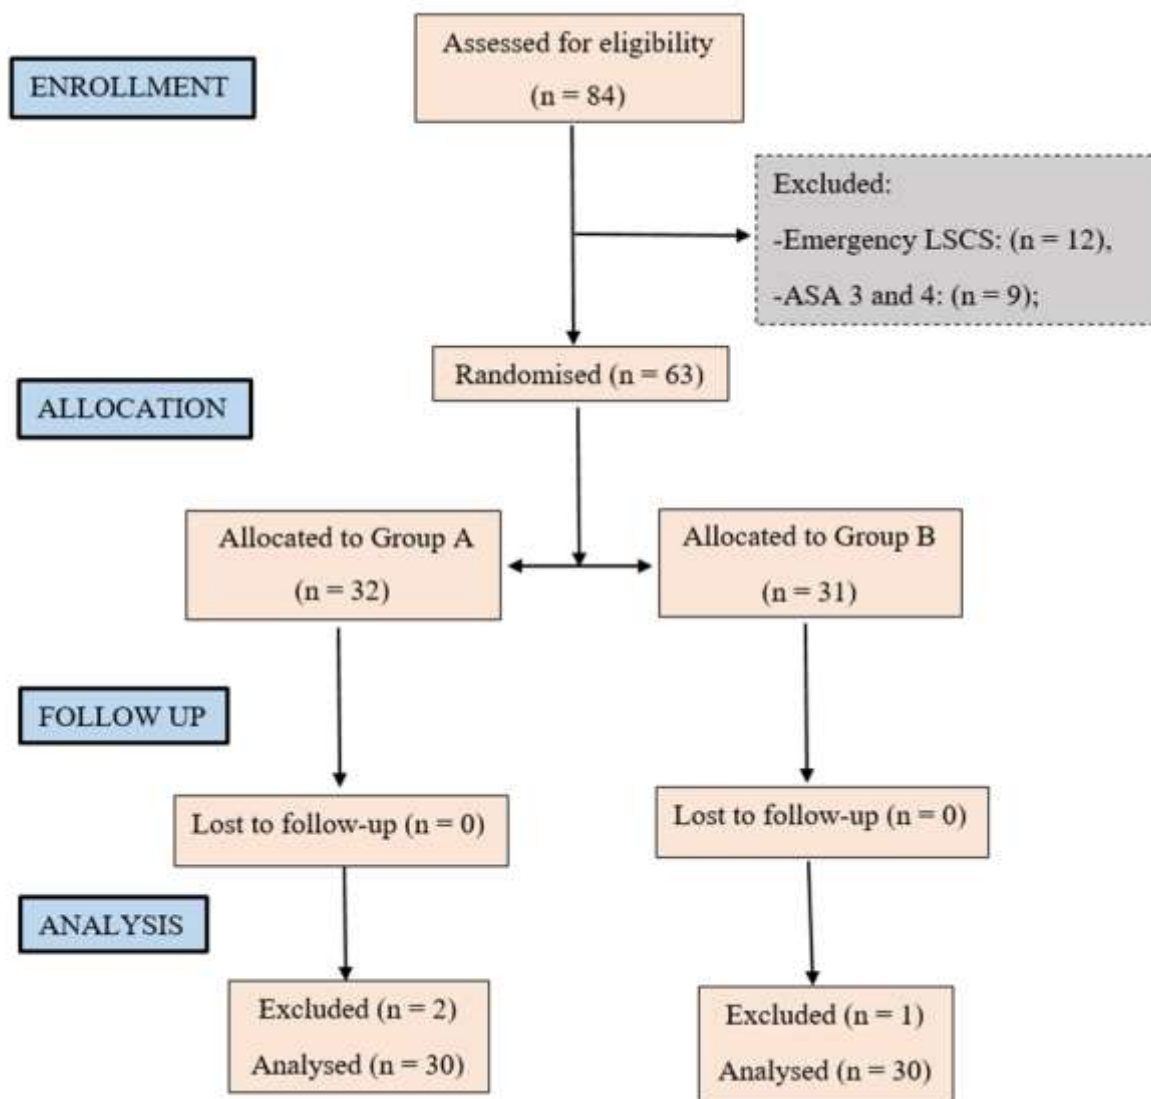 Assessed for eligibility
(n = 84)
ENROLLMENT
Excluded:
-Emergency LSCS: (n = 12),
-ASA 3 and 4: (n = 9);
Randomised (n = 63)
ALLOCATION
Allocated to Group A
(n = 32)
Allocated to Group B
(n = 31)
FOLLOW UP
Lost to follow-up (n = 0)
Lost to follow-up (n = 0)
ANALYSIS
Excluded (n = 2)
Analysed (n = 30)
Excluded (n = 1)
Analysed (n = 30)